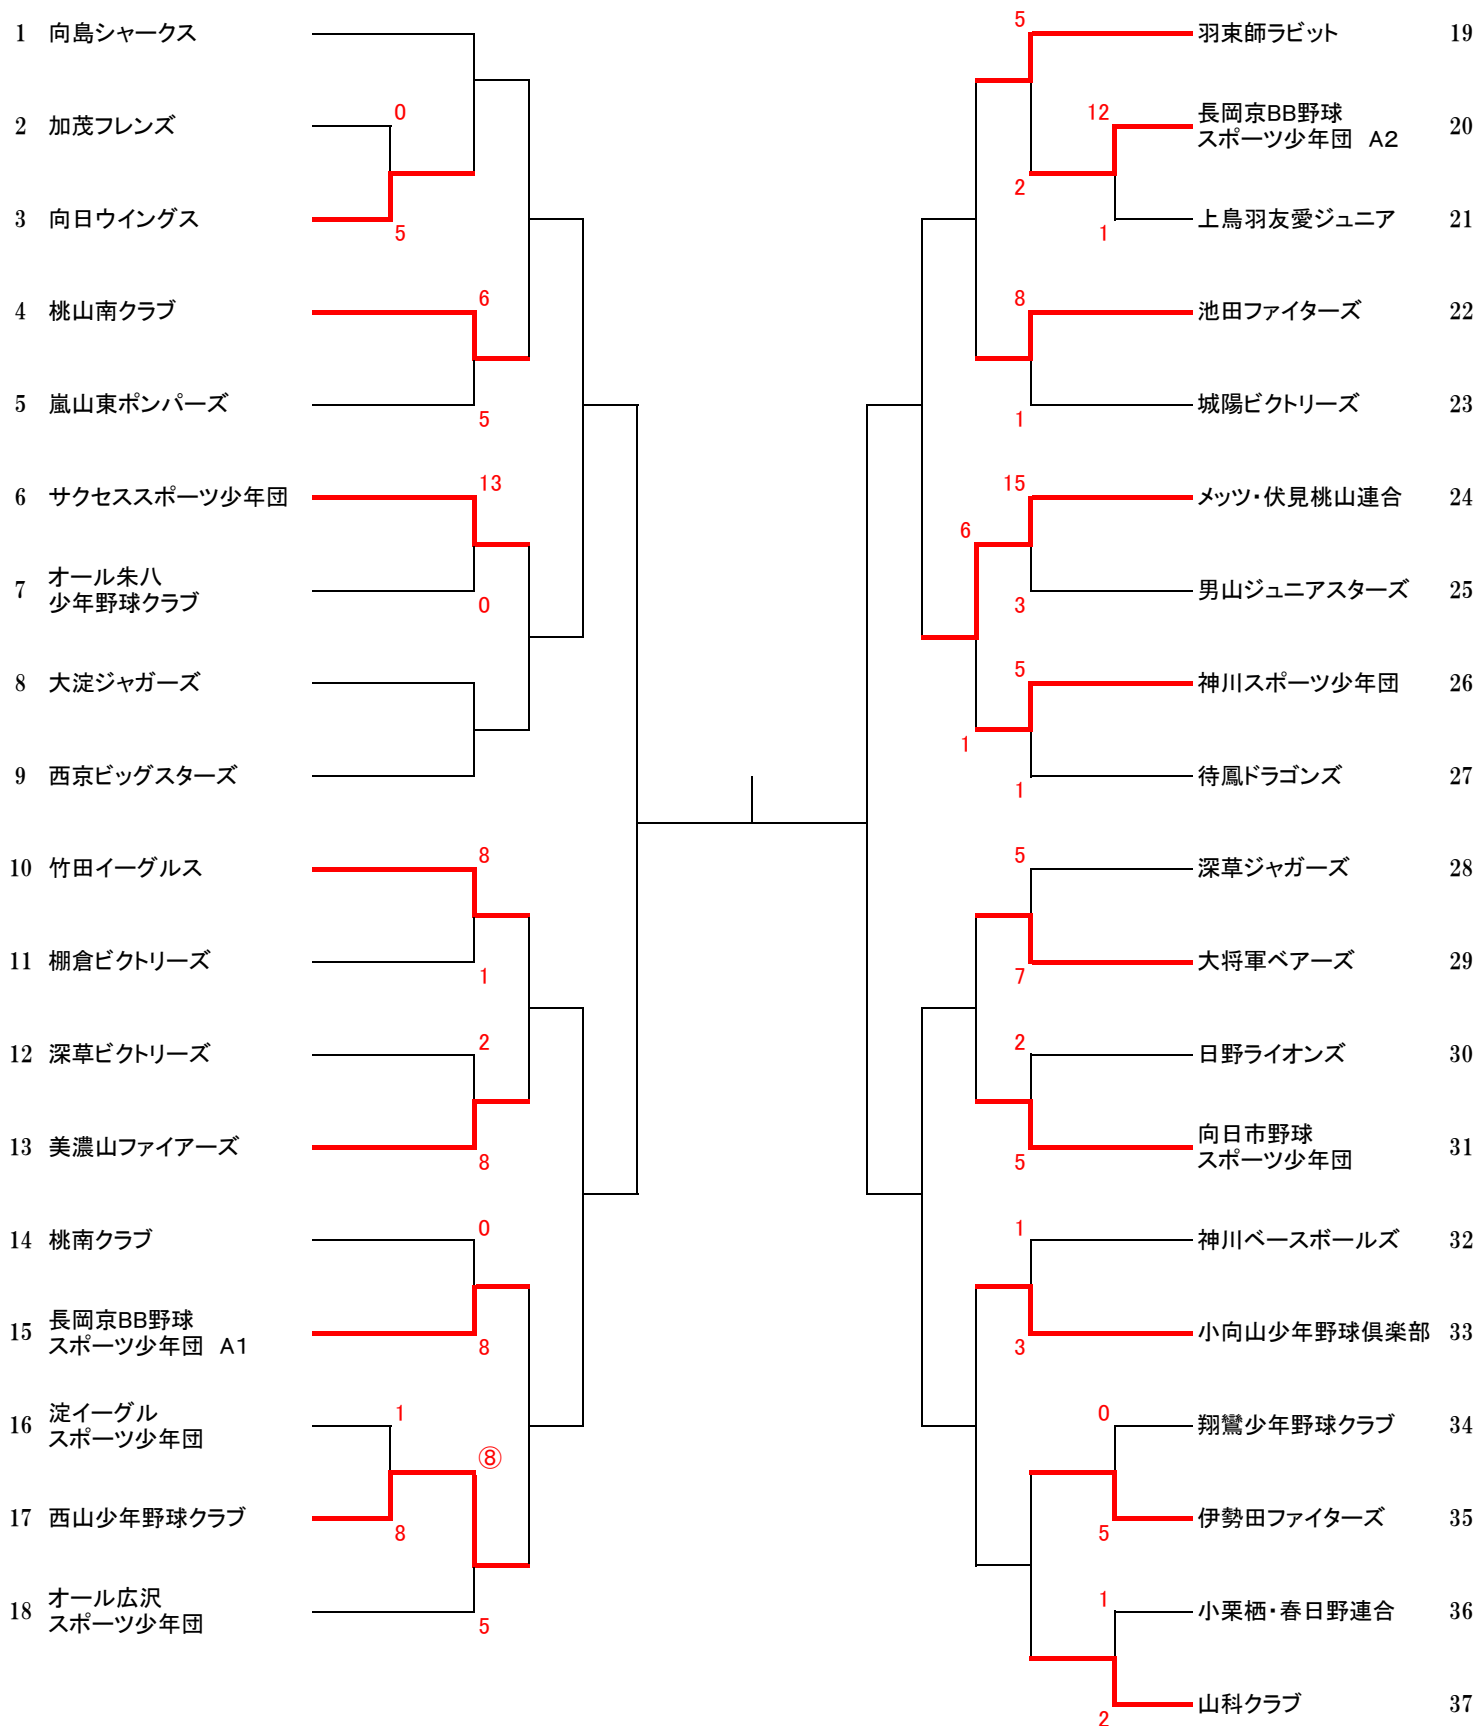 1 向島シャークス
2 加茂フレンズ
0
3 向日ウイングス
5
4 桃山南クラブ
6
5 嵐山東ポンパーズ
5
6 サクセススポーツ少年団
13
7 オール朱八
少年野球クラブ
0
8 大淀ジャガーズ
9 西京ビッグスターズ
10 竹田イーグルス
8
11 棚倉ビクトリーズ
1
12 深草ビクトリーズ
2
13 美濃山ファイアーズ
8
14 桃南クラブ
0
15 長岡京BB野球
スポーツ少年団 A1
8
16 淀イーグル
スポーツ少年団
1
⑧
17 西山少年野球クラブ
8
18 オール広沢
スポーツ少年団
5
5
羽束師ラビット 19
12
長岡京BB野球
スポーツ少年団 A2 20
2
上鳥羽友愛ジュニア 21
1
8
池田ファイターズ 22
城陽ビクトリーズ 23
1
15
メッツ・伏見桃山連合 24
6
男山ジュニアスターズ 25
3
5
神川スポーツ少年団 26
1
待鳳ドラゴンズ 27
1
5
深草ジャガーズ 28
大将軍ベアーズ 29
7
2
日野ライオンズ 30
向日市野球
スポーツ少年団 31
5
1
神川ベースボールズ 32
小向山少年野球倶楽部 33
3
0
翔鸞少年野球クラブ 34
伊勢田ファイターズ 35
5
1
小栗栖・春日野連合 36
山科クラブ 37
2